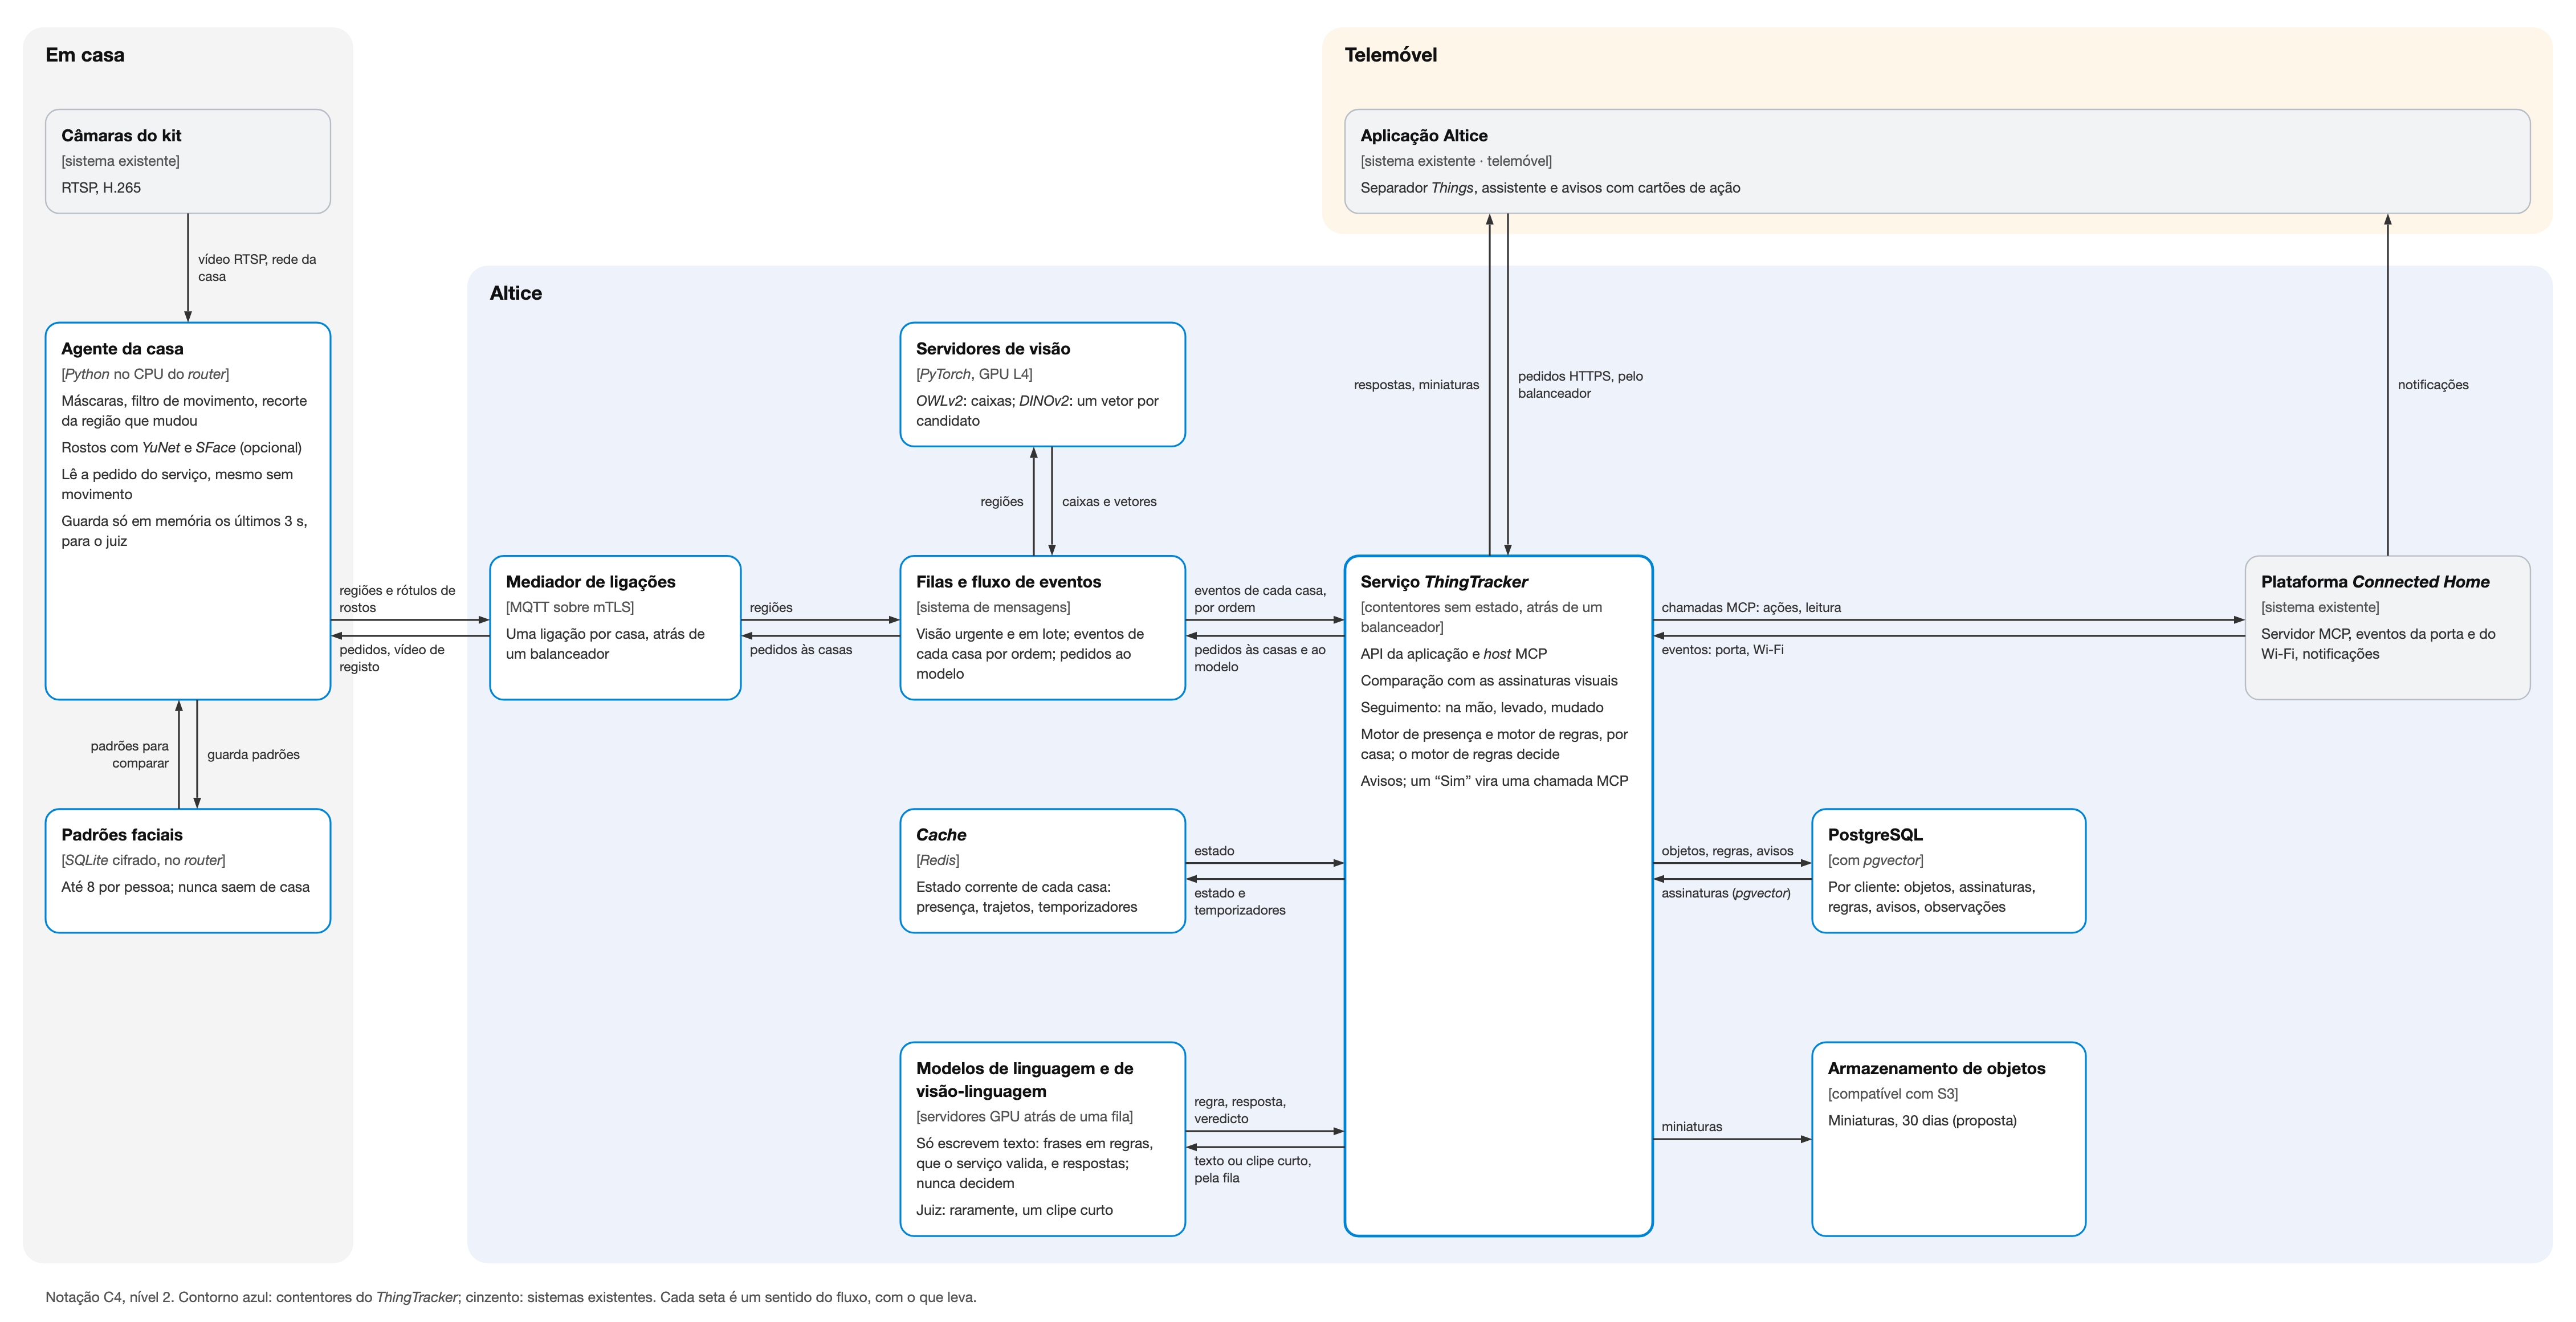 Em casa
Câmaras do kit
[sistema existente]
RTSP, H.265
vídeo RTSP, rede da
casa
Agente da casa
[Python no CPU do router]
Máscaras, filtro de movimento, recorte
da região que mudou
Rostos com YuNet e SFace (opcional)
Lê a pedido do serviço, mesmo sem
movimento
Guarda só em memória os últimos 3 s,
para o juiz
regiões e rótulos de
rostos
pedidos, vídeo de
registo
padrões para
comparar
guarda padrões
Padrões faciais
[SQLite cifrado, no router]
Até 8 por pessoa; nunca saem de casa
Telemóvel
Aplicação Altice
[sistema existente · telemóvel]
Separador Things, assistente e avisos com cartões de ação
respostas, miniaturas
pedidos HTTPS, pelo
balanceador
notificações
Altice
Servidores de visão
[PyTorch, GPU L4]
OWLv2: caixas; DINOv2: um vetor por
candidato
regiões
caixas e vetores
Mediador de ligações
[MQTT sobre mTLS]
Uma ligação por casa, atrás de
um balanceador
regiões
pedidos às casas
Filas e fluxo de eventos
[sistema de mensagens]
Visão urgente e em lote; eventos de
cada casa por ordem; pedidos ao
modelo
eventos de cada casa,
por ordem
pedidos às casas e ao
modelo
Serviço ThingTracker
[contentores sem estado, atrás de um
balanceador]
API da aplicação e host MCP
Comparação com as assinaturas visuais
Seguimento: na mão, levado, mudado
Motor de presença e motor de regras, por
casa; o motor de regras decide
Avisos; um “Sim” vira uma chamada MCP
chamadas MCP: ações, leitura
eventos: porta, Wi-Fi
Plataforma Connected Home
[sistema existente]
Servidor MCP, eventos da porta e do
Wi-Fi, notificações
Cache
[Redis]
Estado corrente de cada casa:
presença, trajetos, temporizadores
estado
estado e
temporizadores
objetos, regras, avisos
assinaturas (pgvector)
PostgreSQL
[com pgvector]
Por cliente: objetos, assinaturas,
regras, avisos, observações
Modelos de linguagem e de
visão-linguagem
[servidores GPU atrás de uma fila]
Só escrevem texto: frases em regras,
que o serviço valida, e respostas;
nunca decidem
Juiz: raramente, um clipe curto
regra, resposta,
veredicto
texto ou clipe curto,
pela fila
miniaturas
Armazenamento de objetos
[compatível com S3]
Miniaturas, 30 dias (proposta)
Notação C4, nível 2. Contorno azul: contentores do ThingTracker; cinzento: sistemas existentes. Cada seta é um sentido do fluxo, com o que leva.